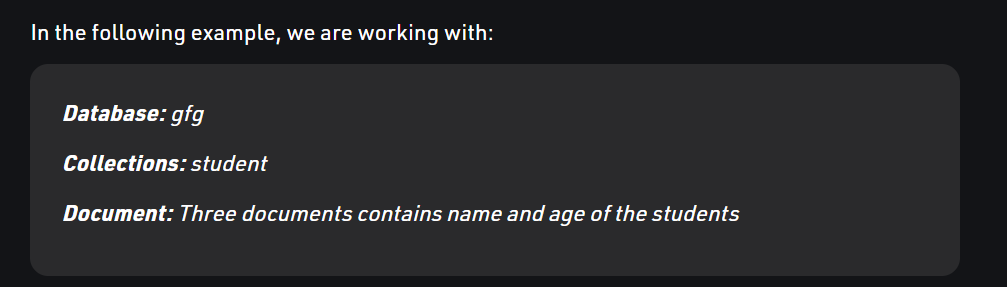 In the following example, we are working with:
Database: gfg
Collections: student
Document: Three documents contains name and age of the students